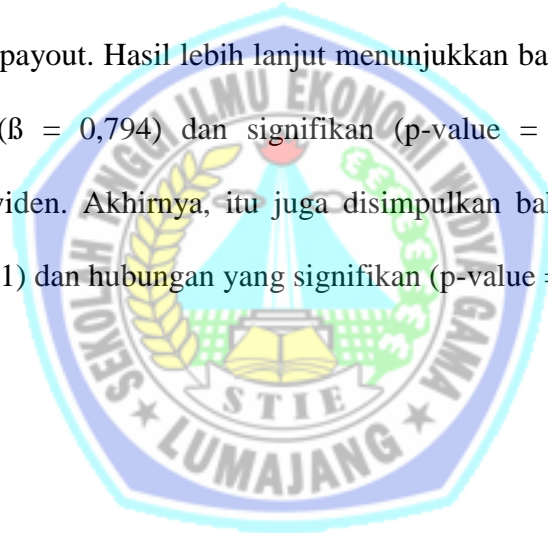 payout. Hasil lebih lanjut menunjukkan ba
(ß = 0,794) dan signifikan (p-value =
viden. Akhirnya, itu juga disimpulkan bal
1) dan hubungan yang signifikan (p-value =
SEKOLAH TINGGI ILMU EKONOMI WIDYA GAMA
STIE
LUMAJANG